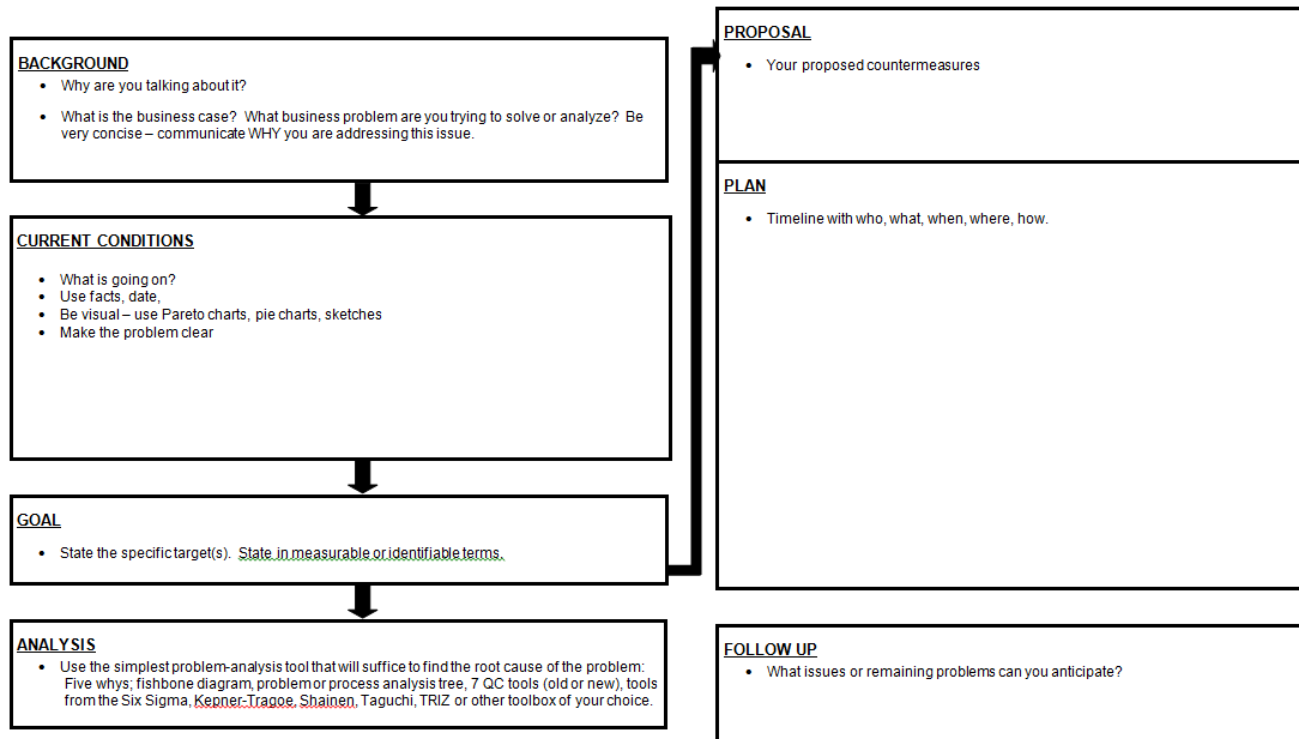 BACKGROUND
• Why are you talking about it?
• What is the business case?  What business problem are you trying to solve or analyze?  Be
very concise – communicate WHY you are addressing this issue.
CURRENT CONDITIONS
• What is going on?
• Use facts, date,
• Be visual – use Pareto charts, pie charts, sketches
• Make the problem clear
GOAL
• State the specific target(s).  State in measurable or identifiable terms.
ANALYSIS
• Use the simplest problem-analysis tool that will suffice to find the root cause of the problem:
Five whys; fishbone diagram, problem or process analysis tree, 7 QC tools (old or new), tools
from the Six Sigma, Kepner-Tragoe, Shainen, Taguchi, TRIZ or other toolbox of your choice.
PROPOSAL
• Your proposed countermeasures
PLAN
• Timeline with who, what, when, where, how.
FOLLOW UP
• What issues or remaining problems can you anticipate?